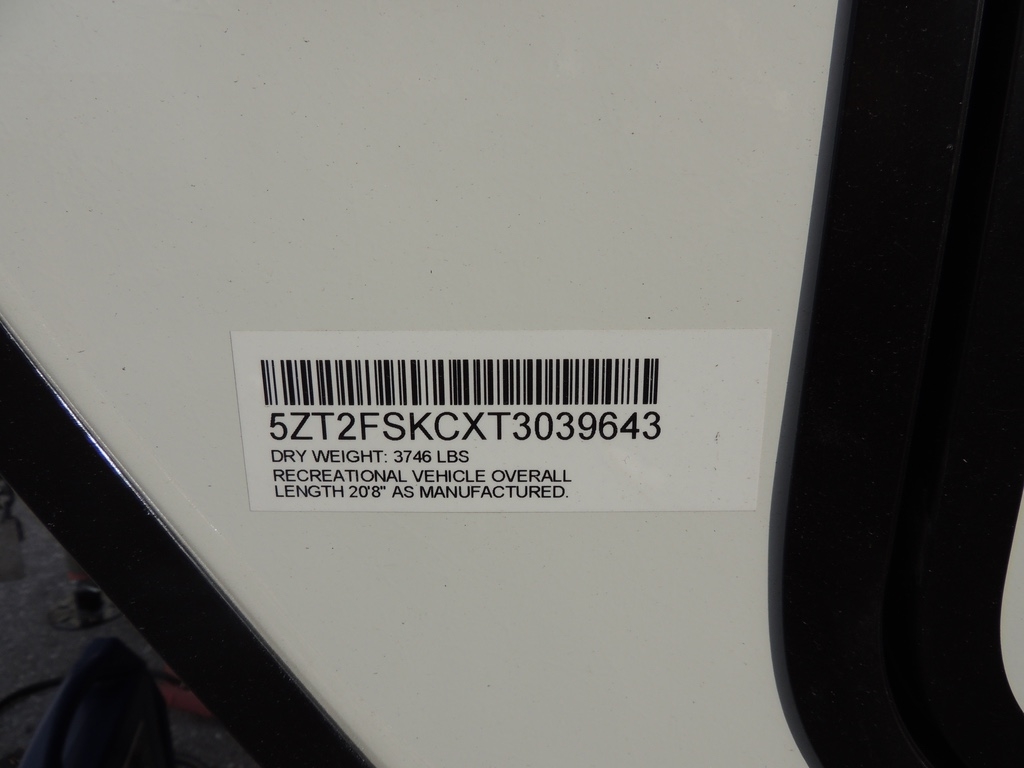 5ZT2FSKCXT3039643
DRY WEIGHT: 3746 LBS
RECREATIONAL VEHICLE OVERALL
LENGTH 20'8" AS MANUFACTURED.